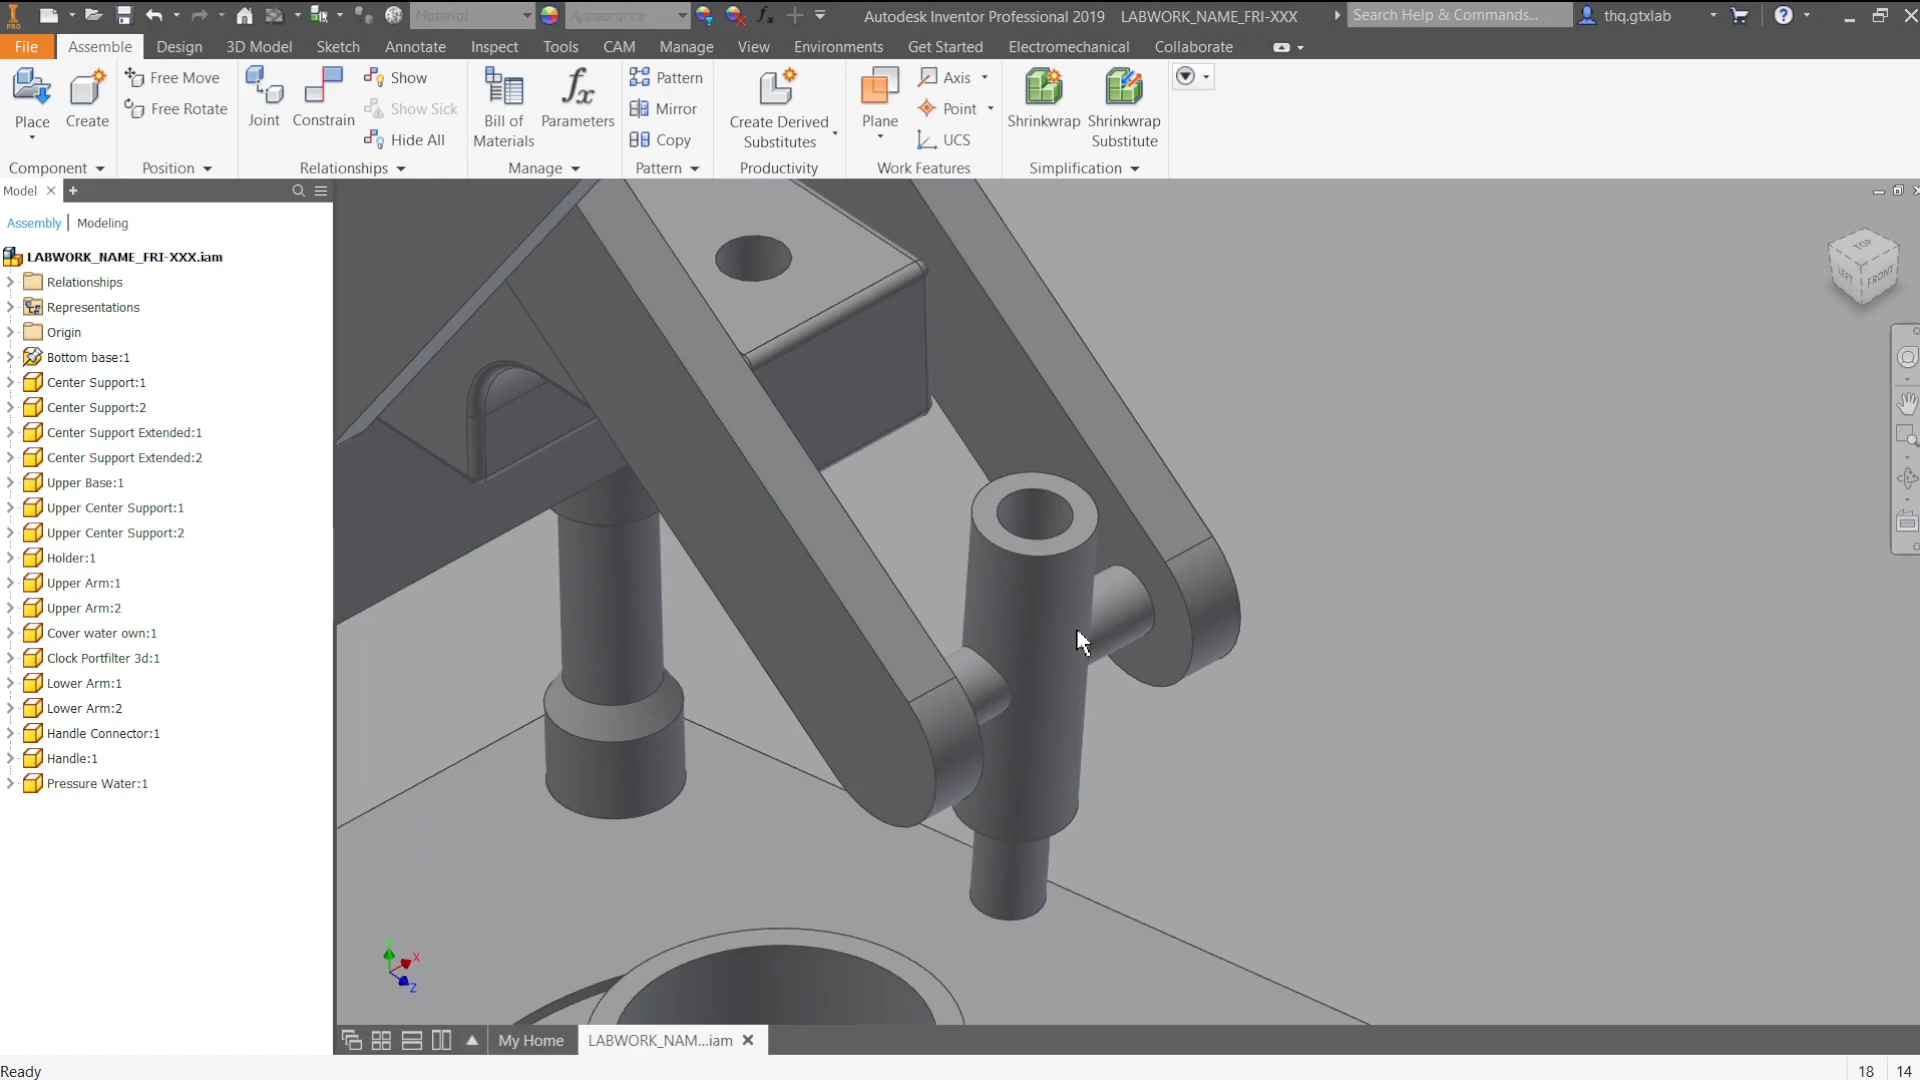 PRO
Material
Appearance
Autodesk Inventor Professional 2019 LABWORK_NAME_FRI-XXX
Search Help & Commands...
thq.gtxlab
File Assemble Design 3D Model Sketch Annotate Inspect Tools CAM Manage View Environments Get Started Electromechanical Collaborate
Place
Create
Component
Free Move
Free Rotate
Position
Joint
Constrain
Show
Show Sick
Hide All
Relationships
Bill of
Materials
Parameters
Manage
Pattern
Mirror
Copy
Pattern
Create Derived
Substitutes
Productivity
Plane
Axis
Point
UCS
Work Features
Shrinkwrap
Shrinkwrap
Substitute
Simplification
Model
Assembly Modeling
LABWORK_NAME_FRI-XXX.iam
Relationships
Representations
Origin
Bottom base:1
Center Support:1
Center Support:2
Center Support Extended:1
Center Support Extended:2
Upper Base:1
Upper Center Support:1
Upper Center Support:2
Holder:1
Upper Arm:1
Upper Arm:2
Cover water own:1
Clock Portfilter 3d:1
Lower Arm:1
Lower Arm:2
Handle Connector:1
Handle:1
Pressure Water:1
TOP
LEFT
FRONT
X
Z
My Home
LABWORK_NAM...iam
Ready
18 14